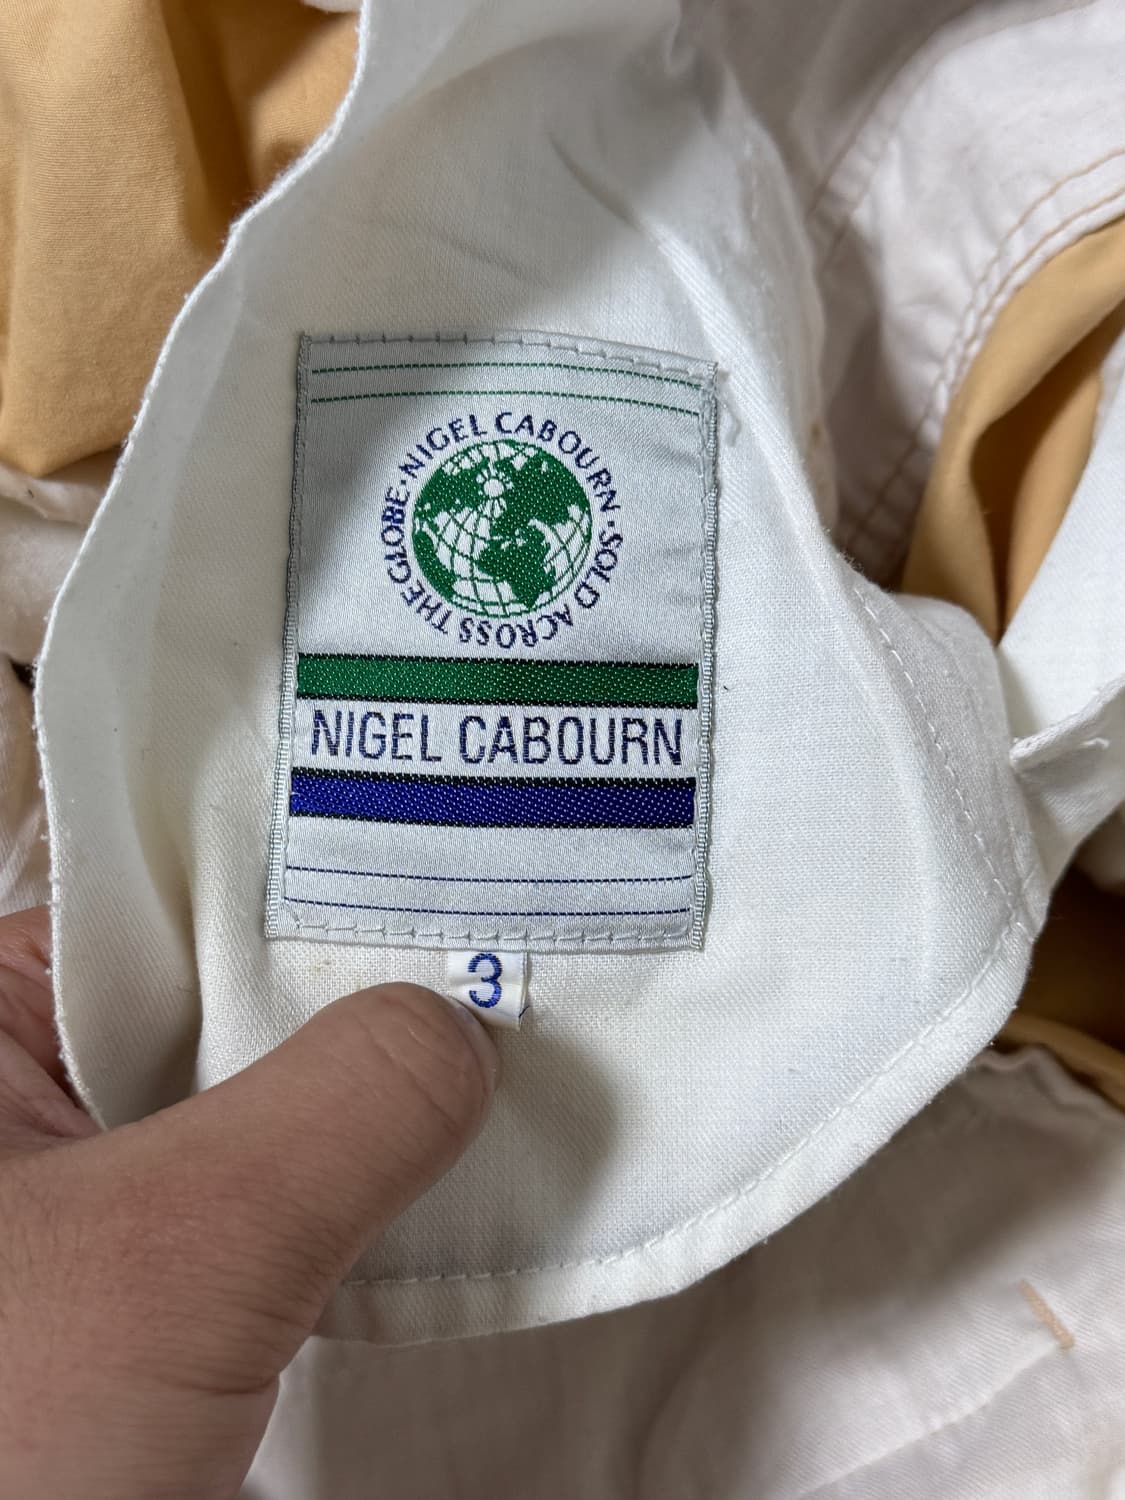 NIGEL CABOURN · SOLD ACROSS THE GLOBE ·
NIGEL CABOURN
3